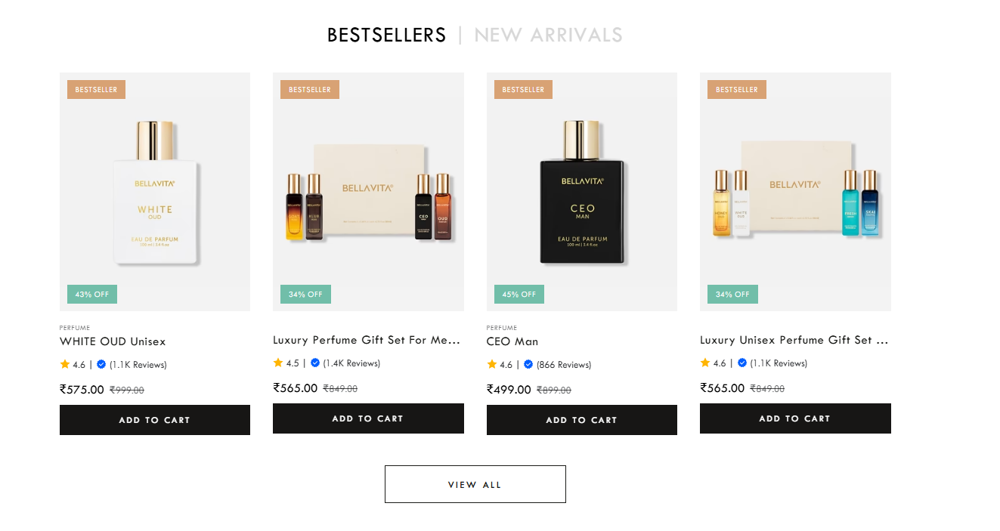 BESTSELLERS | NEW ARRIVALS
BESTSELLER
BELLAVITA®
WHITE
OUD
EAU DE PARFUM
100 ml | 3.4 fl.oz
43% OFF
PERFUME
WHITE OUD Unisex
4.6 | (1.1K Reviews)
₹575.00 ₹999.00
ADD TO CART
BESTSELLER
BELLAVITA®
CEO
MAN
OUD
34% OFF
Luxury Perfume Gift Set For Me...
4.5 | (1.4K Reviews)
₹565.00 ₹849.00
ADD TO CART
BESTSELLER
BELLAVITA®
CEO
MAN
EAU DE PARFUM
100 ml | 3.4 fl.oz
45% OFF
PERFUME
CEO Man
4.6 | (866 Reviews)
₹499.00 ₹899.00
ADD TO CART
BESTSELLER
BELLAVITA®
HONEY
OUD
WHITE
OUD
FRESH
34% OFF
Luxury Unisex Perfume Gift Set ...
4.6 | (1.1K Reviews)
₹565.00 ₹849.00
ADD TO CART
VIEW ALL